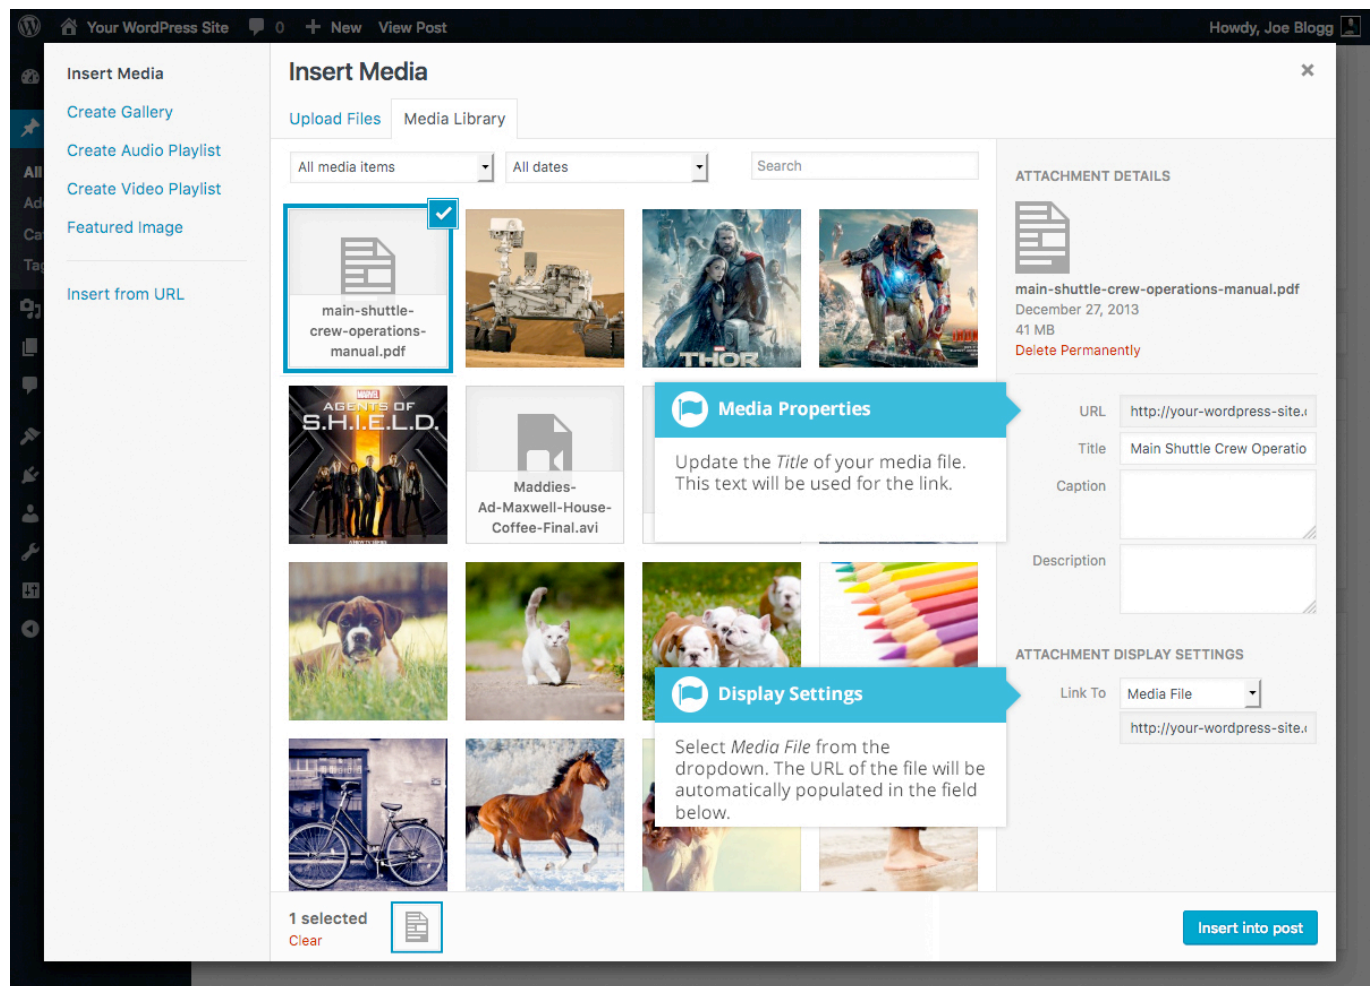 Your WordPress Site
0
New
View Post
Howdy, Joe Blogg
Insert Media
Create Gallery
Create Audio Playlist
Create Video Playlist
Featured Image
Insert from URL
All
Ad
Ca
Tag
Insert Media
×
Upload Files
Media Library
All media items
All dates
Search
main-shuttle-
crew-operations-
manual.pdf
THOR
MARVEL
AGENTS OF
S.H.I.E.L.D.
Maddies-
Ad-Maxwell-House-
Coffee-Final.avi
Media Properties
Update the Title of your media file.
This text will be used for the link.
Display Settings
Select Media File from the
dropdown. The URL of the file will be
automatically populated in the field
below.
ATTACHMENT DETAILS
main-shuttle-crew-operations-manual.pdf
December 27, 2013
41 MB
Delete Permanently
URL
http://your-wordpress-site.
Title
Main Shuttle Crew Operatio
Caption
Description
ATTACHMENT DISPLAY SETTINGS
Link To
Media File
http://your-wordpress-site.
1 selected
Clear
Insert into post